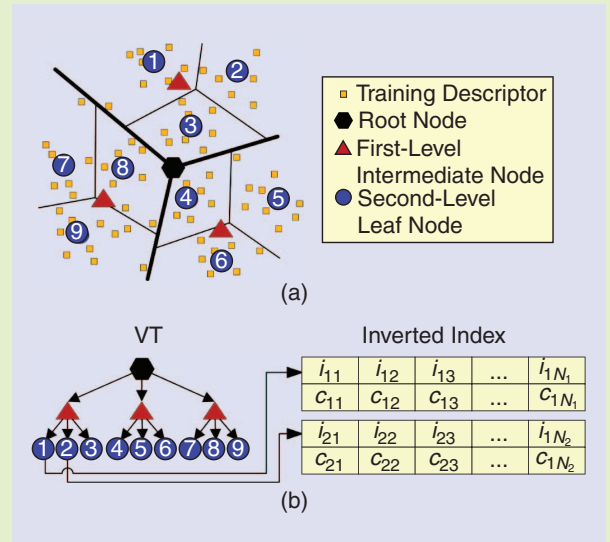 1
2
3
7
8
4
5
9
6
Training Descriptor
Root Node
First-Level
Intermediate Node
Second-Level
Leaf Node
(a)
VT
Inverted Index
i11 i12 i13 ... i1N1
c11 c12 c13 ... c1N1
i21 i22 i23 ... i1N2
c21 c22 c23 ... c1N2
1 2 3 4 5 6 7 8 9
(b)